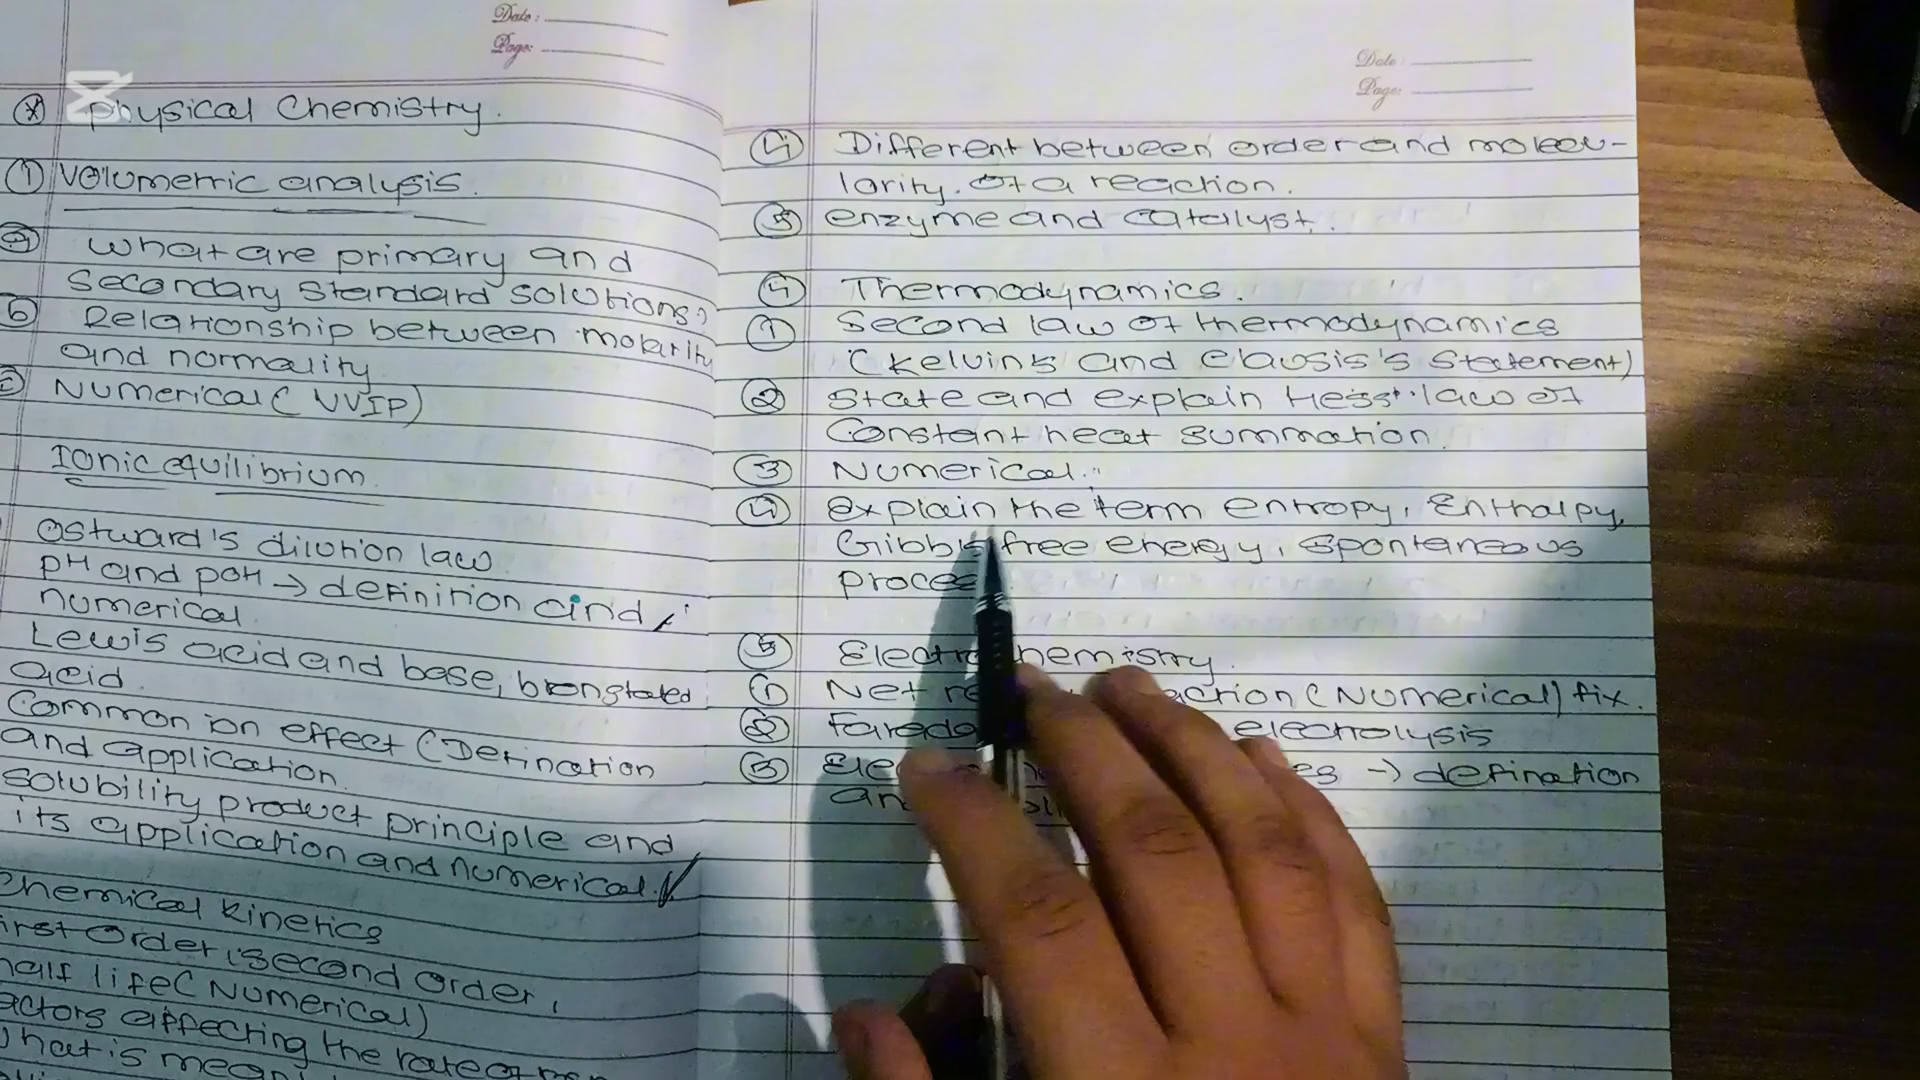 Date:
Page:
* Physical Chemistry.
1 Volumetric analysis.
a What are primary and
Secondary Standard solutions?
b Relationship between molarity
and normality
c Numerical (VVIP)
Ionic equilibrium
Ostward's dilution law
PH and POH → definition and
numerical.
Lewis acid and base, bronstated
acid.
Common ion effect (Defination
and application.
solubility product principle and
its application and numerical.
Chemical Kinetics
First Order, Second Order,
half life (Numerical)
factors affecting the rate of
What is meant
Date:
Page:
4 Different between order and molecu-
larity. Of a reaction.
5 enzyme and Catalyst.
4 Thermodynamics.
1 Second law of thermodynamics
(Kelvin's and Clausis's Statement)
2 State and explain Hess' law of
Constant heat Summation.
3 Numerical.
4 explain the term entropy, Enthalpy,
Gibbs free energy, Spontaneous
5 Electrochemistry.
1 Net (Numerical) fix.
2 electrolysis
3 → defination